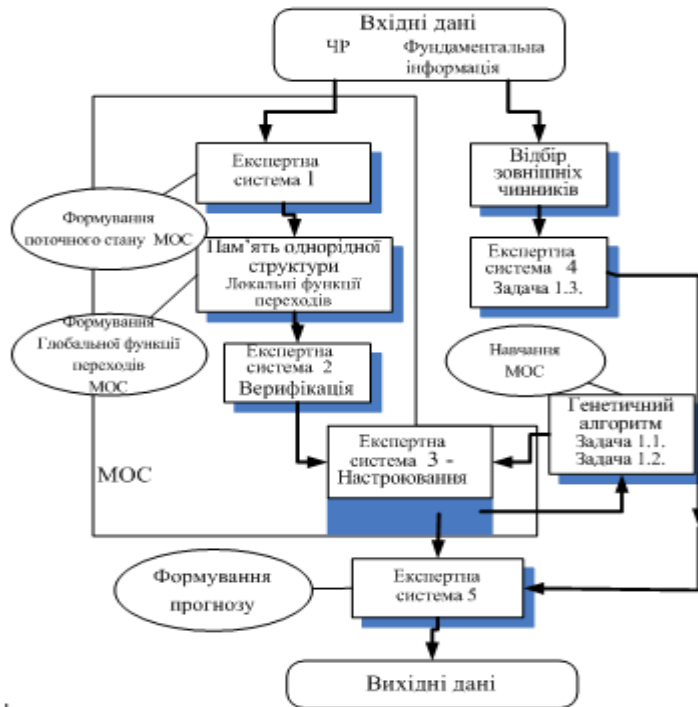 Вхідні дані
ЧР Фундаментальна
інформація
Експертна
система 1
Відбір
зовнішніх
чинників
Формування
поточного стану МОС
Пам’ять однорідної
структури
Локальні функції
переходів
Експертна
система 4
Задача 1.3.
Формування
Глобальної функції
переходів
МОС
Експертна
система 2
Верифікація
Навчання
МОС
Генетичний
алгоритм
Задача 1.1.
Задача 1.2.
Експертна
система 3 -
Настроювання
МОС
Формування
прогнозу
Експертна
система 5
Вихідні дані